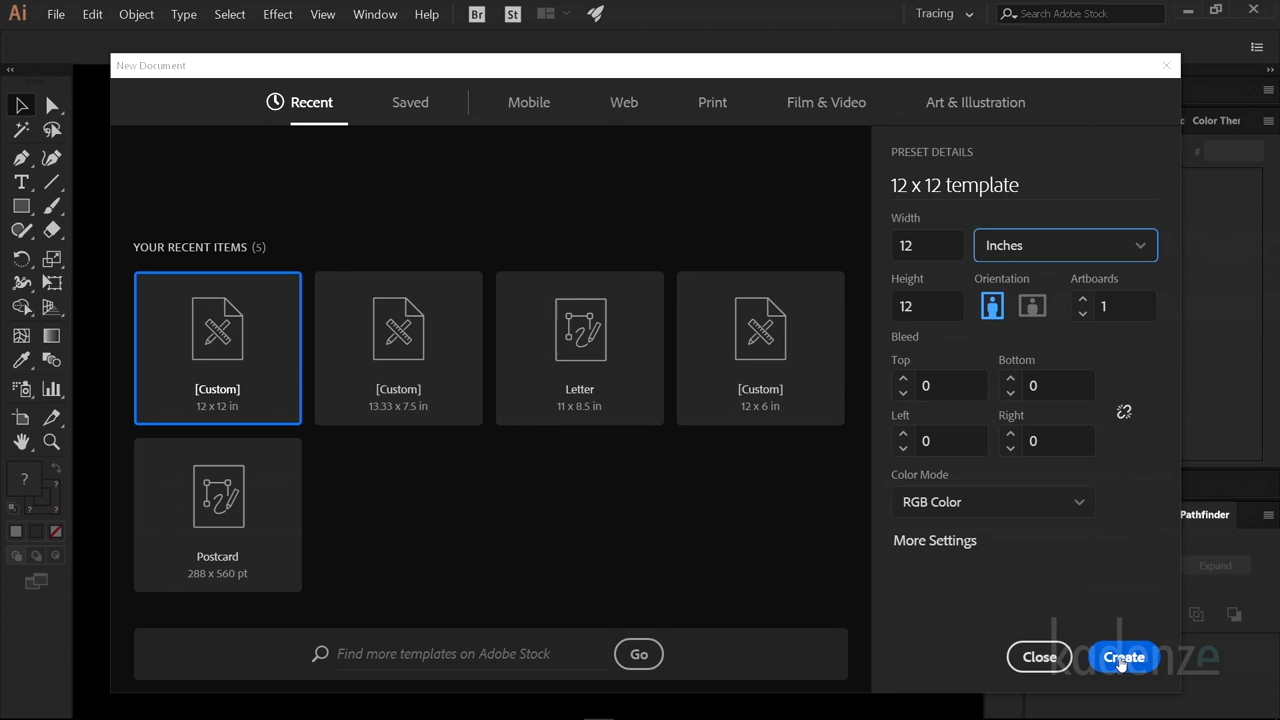 Ai File Edit Object Type Select Effect View Window Help Br St Tracing Search Adobe Stock
New Document
Recent Saved Mobile Web Print Film & Video Art & Illustration
Color Ther
#
PRESET DETAILS
12 x 12 template
Width
12 Inches
Height Orientation Artboards
12 1
Bleed
Top Bottom
0 0
Left Right
0 0
Color Mode
RGB Color
More Settings
Close Create
YOUR RECENT ITEMS (5)
[Custom]
12 x 12 in
[Custom]
13.33 x 7.5 in
Letter
11 x 8.5 in
[Custom]
12 x 6 in
Postcard
288 x 560 pt
Find more templates on Adobe Stock Go
T
?
?
? ?
Pathfinder
Expand
kadenze